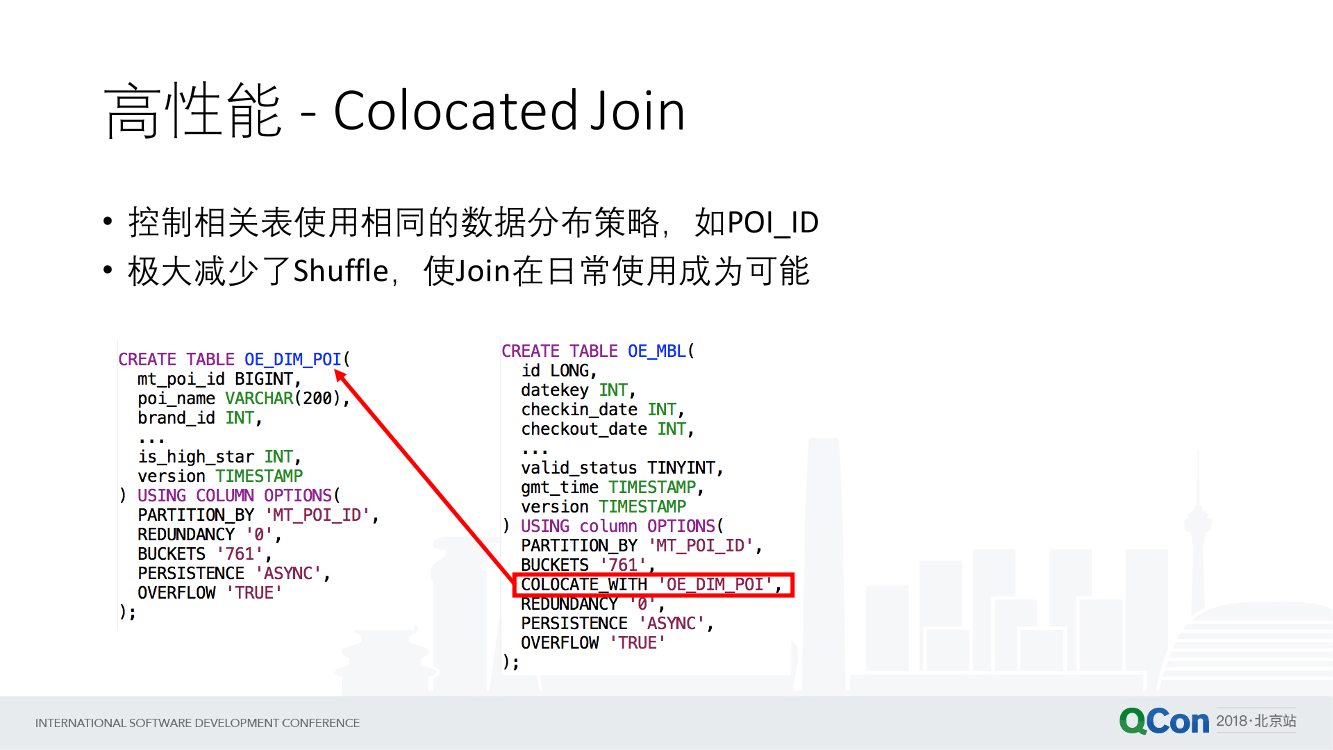 高性能 - Colocated Join
• 控制相关表使用相同的数据分布策略，如POI_ID
• 极大减少了Shuffle，使Join在日常使用成为可能
CREATE TABLE OE_DIM_POI(
mt_poi_id BIGINT,
poi_name VARCHAR(200),
brand_id INT,
...
is_high_star INT,
version TIMESTAMP
) USING COLUMN OPTIONS(
PARTITION_BY 'MT_POI_ID',
REDUNDANCY '0',
BUCKETS '761',
PERSISTENCE 'ASYNC',
OVERFLOW 'TRUE'
);
CREATE TABLE OE_MBL(
id LONG,
datekey INT,
checkin_date INT,
checkout_date INT,
...
valid_status TINYINT,
gmt_time TIMESTAMP,
version TIMESTAMP
) USING column OPTIONS(
PARTITION_BY 'MT_POI_ID',
BUCKETS '761',
COLOCATE_WITH 'OE_DIM_POI',
REDUNDANCY '0',
PERSISTENCE 'ASYNC',
OVERFLOW 'TRUE'
);
INTERNATIONAL SOFTWARE DEVELOPMENT CONFERENCE
QCon 2018·北京站